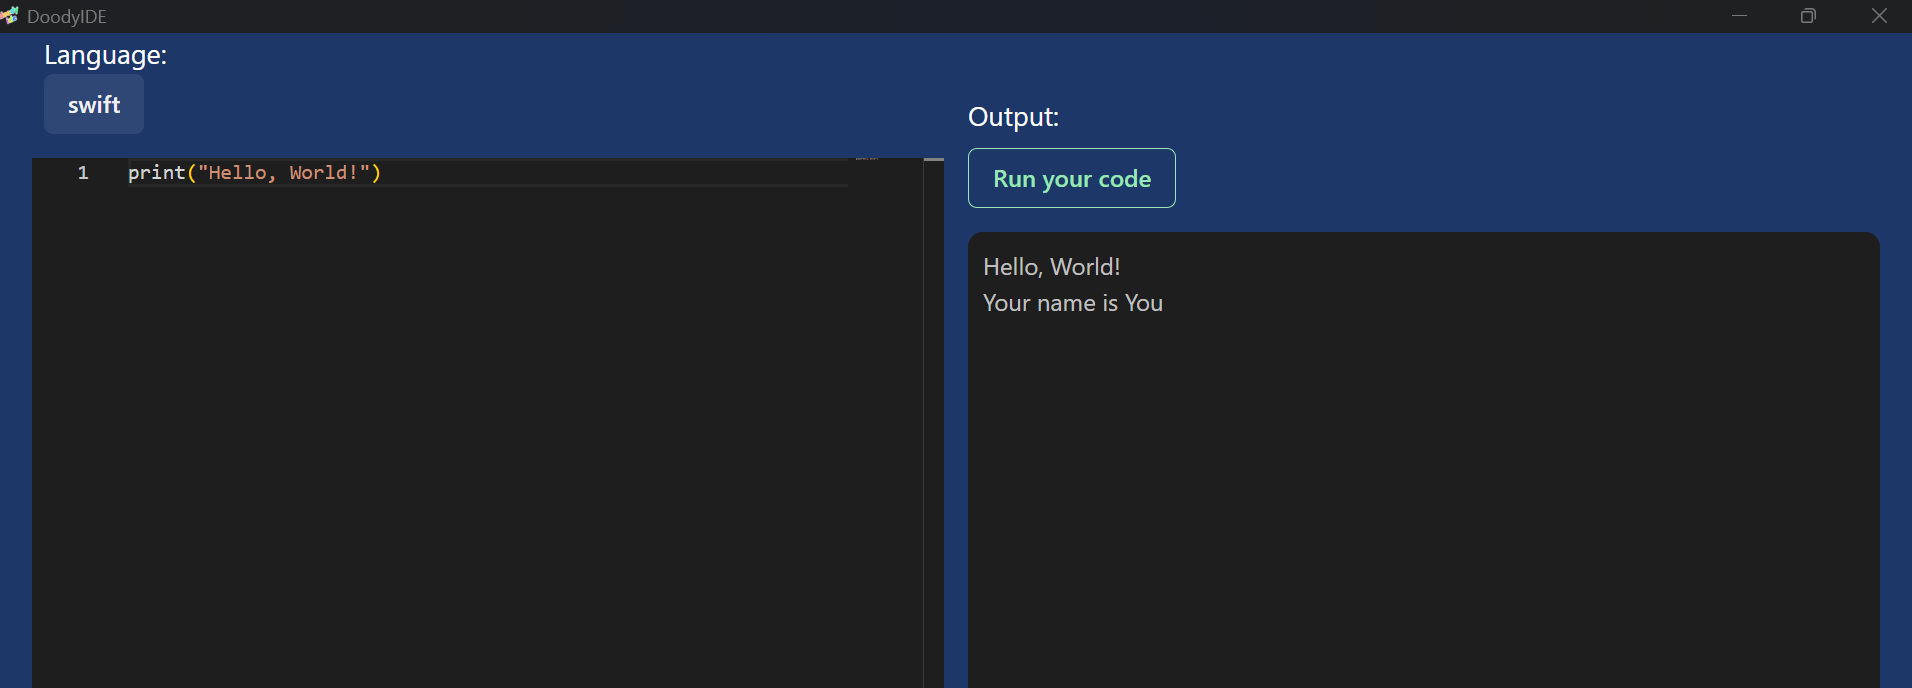 DoodyIDE
Language:
swift
1 print("Hello, World!")
Output:
Run your code
Hello, World!
Your name is You